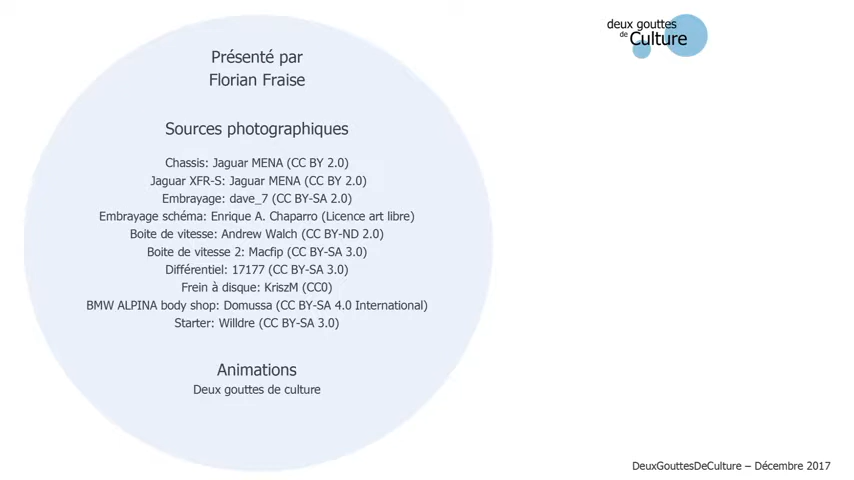 Présenté par
Florian Fraise
Sources photographiques
Chassis: Jaguar MENA (CC BY 2.0)
Jaguar XFR-S: Jaguar MENA (CC BY 2.0)
Embrayage: dave_7 (CC BY-SA 2.0)
Embrayage schéma: Enrique A. Chaparro (Licence art libre)
Boite de vitesse: Andrew Walch (CC BY-ND 2.0)
Boite de vitesse 2: Macfip (CC BY-SA 3.0)
Différentiel: 17177 (CC BY-SA 3.0)
Frein à disque: KriszM (CC0)
BMW ALPINA body shop: Domussa (CC BY-SA 4.0 International)
Starter: Willdre (CC BY-SA 3.0)
Animations
Deux gouttes de culture
deux gouttes
de Culture
DeuxGouttesDeCulture – Décembre 2017